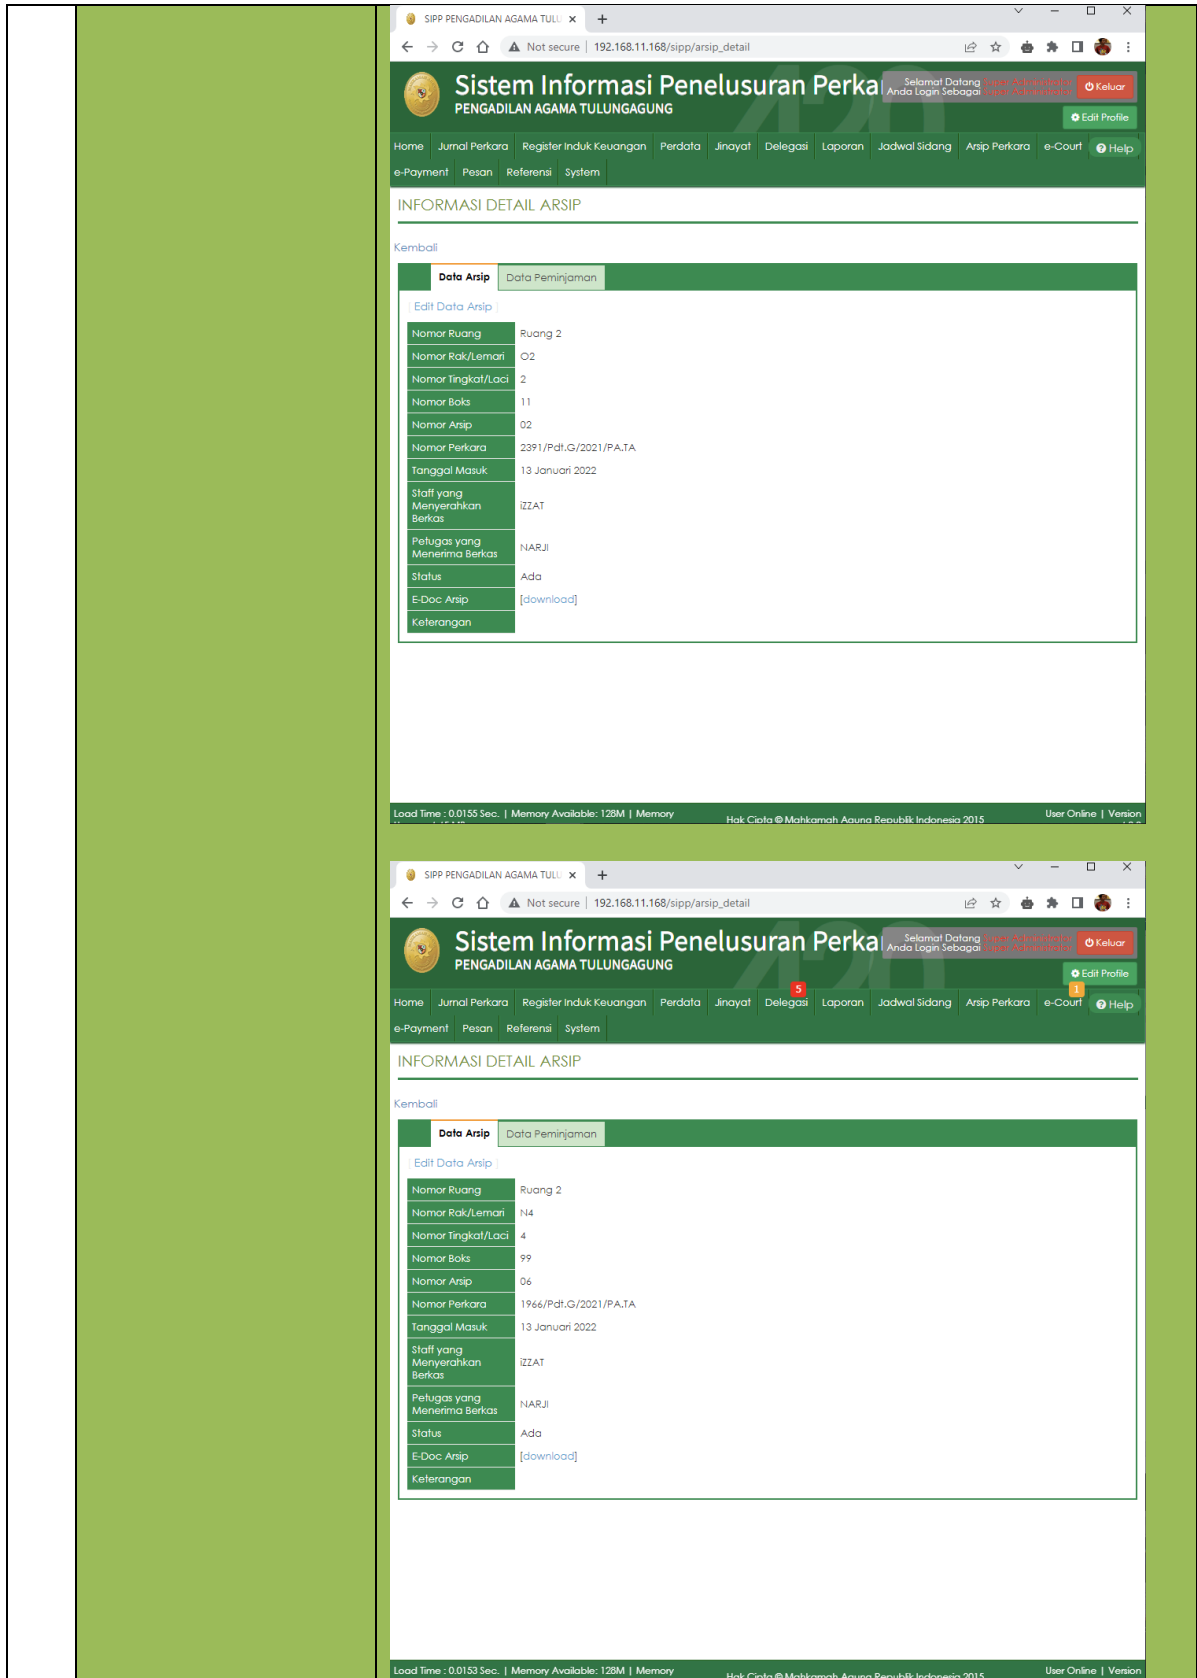 SIPP PENGADILAN AGAMA TULU
Not secure | 192.168.11.168/sipp/arsip_detail
Sistem Informasi Penelusuran Perka
PENGADILAN AGAMA TULUNGAGUNG
Selamat Datang
Anda Login Sebagai
Keluar
Edit Profile
Home Jurnal Perkara Register Induk Keuangan Perdata Jinayat Delegasi Laporan Jadwal Sidang Arsip Perkara e-Court Help
e-Payment Pesan Referensi System
INFORMASI DETAIL ARSIP
Kembali
Data Arsip Data Peminjaman
Edit Data Arsip
Nomor Ruang Ruang 2
Nomor Rak/Lemari O2
Nomor Tingkat/Laci 2
Nomor Boks 11
Nomor Arsip 02
Nomor Perkara 2391/Pdt.G/2021/PA.TA
Tanggal Masuk 13 Januari 2022
Staff yang
Menyerahkan
Berkas
iZZAT
Petugas yang
Menerima Berkas
NARJI
Status Ada
E-Doc Arsip [download]
Keterangan
Load Time : 0.0155 Sec. | Memory Available: 128M | Memory
Hak Cipta © Mahkamah Agung Republik Indonesia 2015
User Online | Version
SIPP PENGADILAN AGAMA TULU
Not secure | 192.168.11.168/sipp/arsip_detail
Sistem Informasi Penelusuran Perka
PENGADILAN AGAMA TULUNGAGUNG
Selamat Datang
Anda Login Sebagai
Keluar
Edit Profile
5
1
Home Jurnal Perkara Register Induk Keuangan Perdata Jinayat Delegasi Laporan Jadwal Sidang Arsip Perkara e-Court Help
e-Payment Pesan Referensi System
INFORMASI DETAIL ARSIP
Kembali
Data Arsip Data Peminjaman
Edit Data Arsip
Nomor Ruang Ruang 2
Nomor Rak/Lemari N4
Nomor Tingkat/Laci 4
Nomor Boks 99
Nomor Arsip 06
Nomor Perkara 1966/Pdt.G/2021/PA.TA
Tanggal Masuk 13 Januari 2022
Staff yang
Menyerahkan
Berkas
iZZAT
Petugas yang
Menerima Berkas
NARJI
Status Ada
E-Doc Arsip [download]
Keterangan
Load Time : 0.0153 Sec. | Memory Available: 128M | Memory
Hak Cipta © Mahkamah Agung Republik Indonesia 2015
User Online | Version